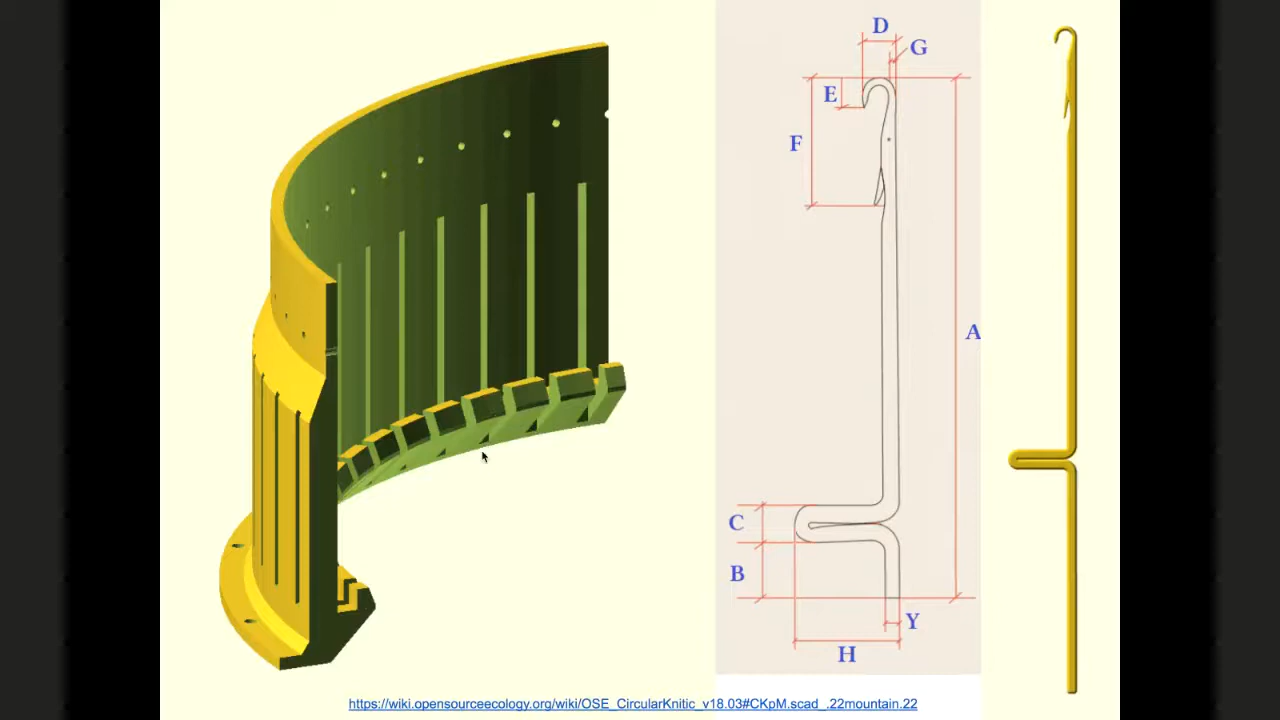 D
G
E
F
A
C
B
Y
H
https://wiki.opensourceecology.org/wiki/OSE_CircularKnitic_v18.03#CKpM.scad_.22mountain.22